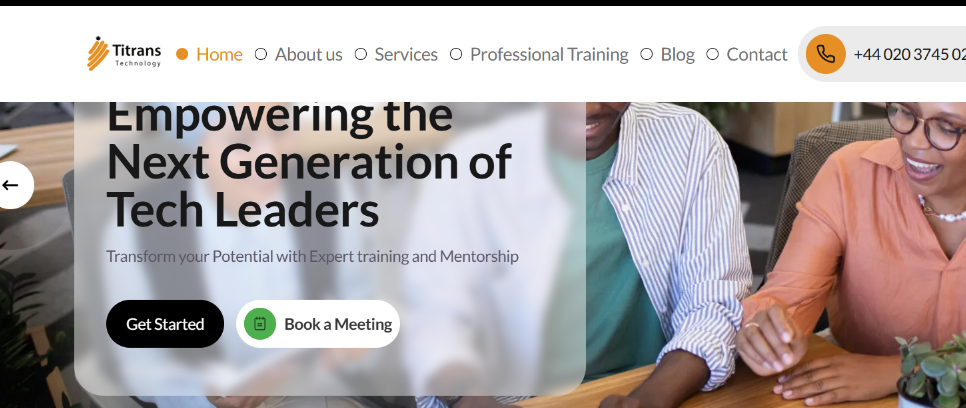 Titrans
Technology
Home
About us
Services
Professional Training
Blog
Contact
+44 020 3745 02
Empowering the
Next Generation of
Tech Leaders
Transform your Potential with Expert training and Mentorship
Get Started
Book a Meeting